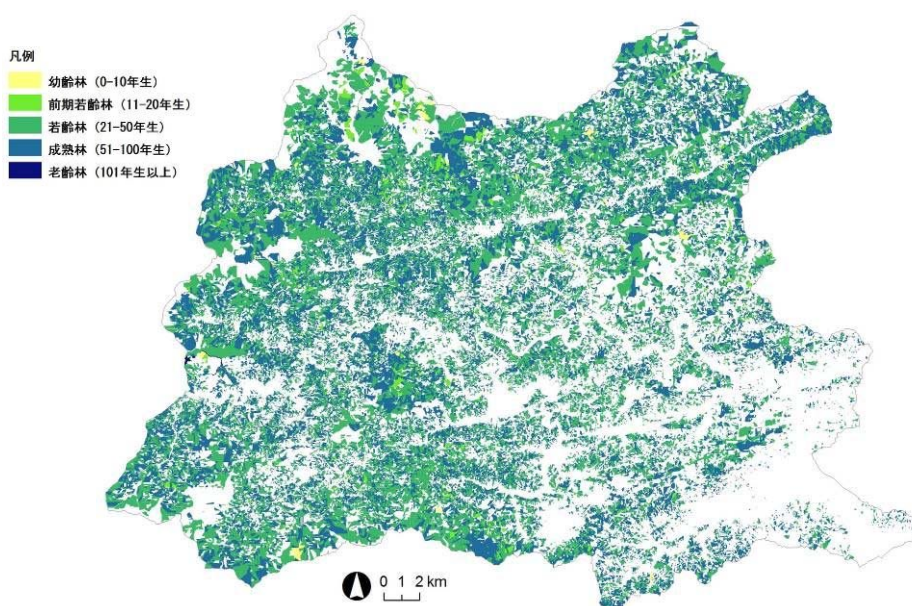 凡例
幼齢林（0-10年生）
前期若齢林（11-20年生）
若齢林（21-50年生）
成熟林（51-100年生）
老齢林（101年生以上）
0 1 2 km